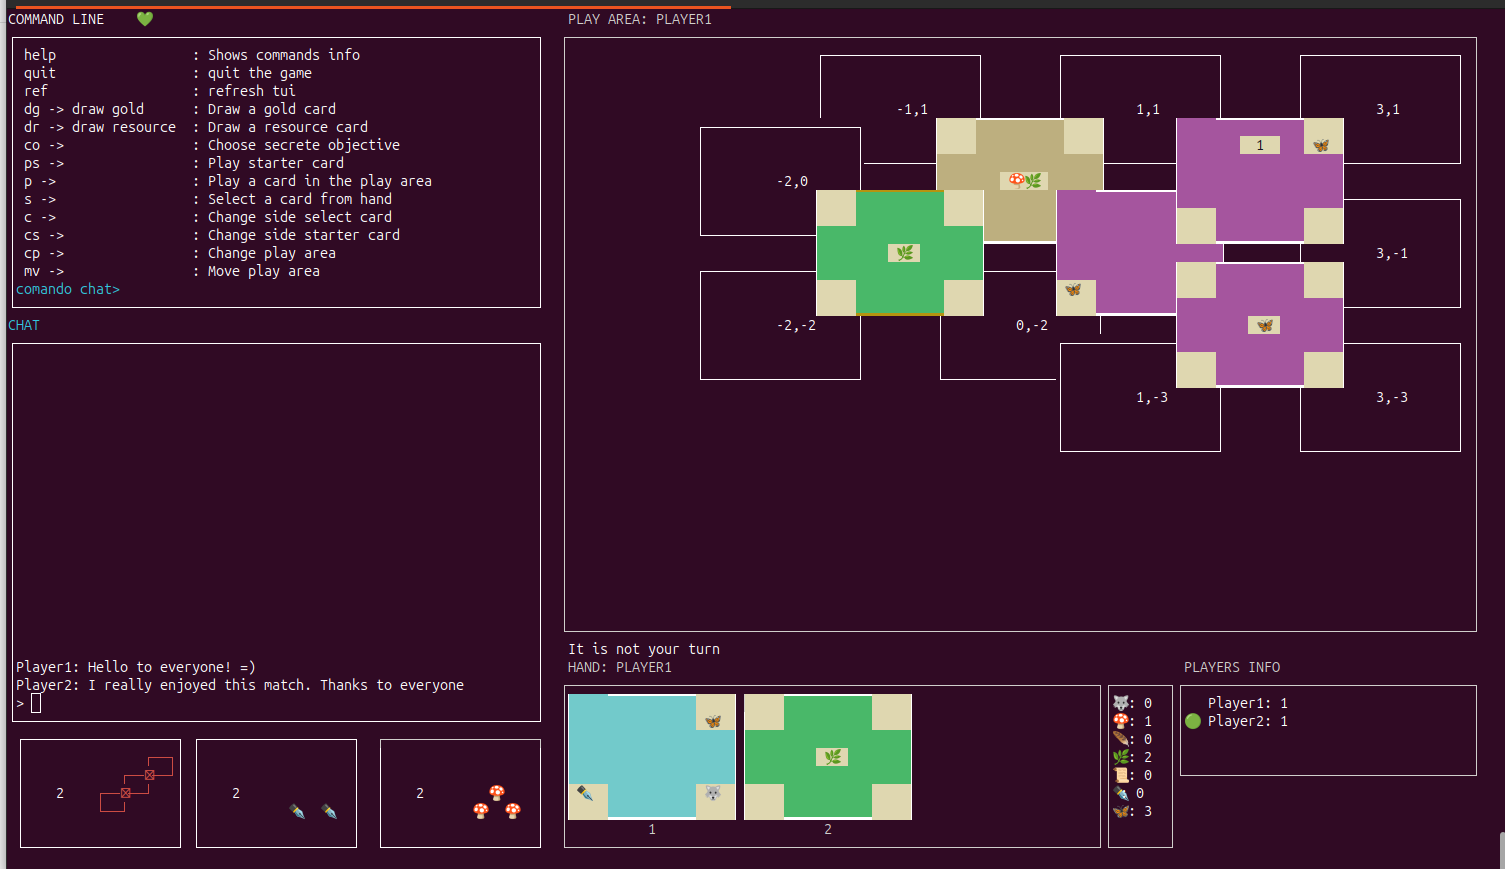 COMMAND LINE 💚
help : Shows commands info
quit : quit the game
ref : refresh tui
dg -> draw gold : Draw a gold card
dr -> draw resource : Draw a resource card
co -> : Choose secrete objective
ps -> : Play starter card
p -> : Play a card in the play area
s -> : Select a card from hand
c -> : Change side select card
cs -> : Change side starter card
cp -> : Change play area
mv -> : Move play area
comando chat>
CHAT
Player1: Hello to everyone! =)
Player2: I really enjoyed this match. Thanks to everyone
>
2
2
2
PLAY AREA: PLAYER1
-1,1
1,1
3,1
1
-2,0
3,-1
-2,-2
0,-2
1,-3
3,-3
It is not your turn
HAND: PLAYER1
1
2
🐺: 0
🍄: 1
🪶: 0
🌿: 2
📜: 0
✒️ 0
🦋: 3
PLAYERS INFO
Player1: 1
🟢 Player2: 1